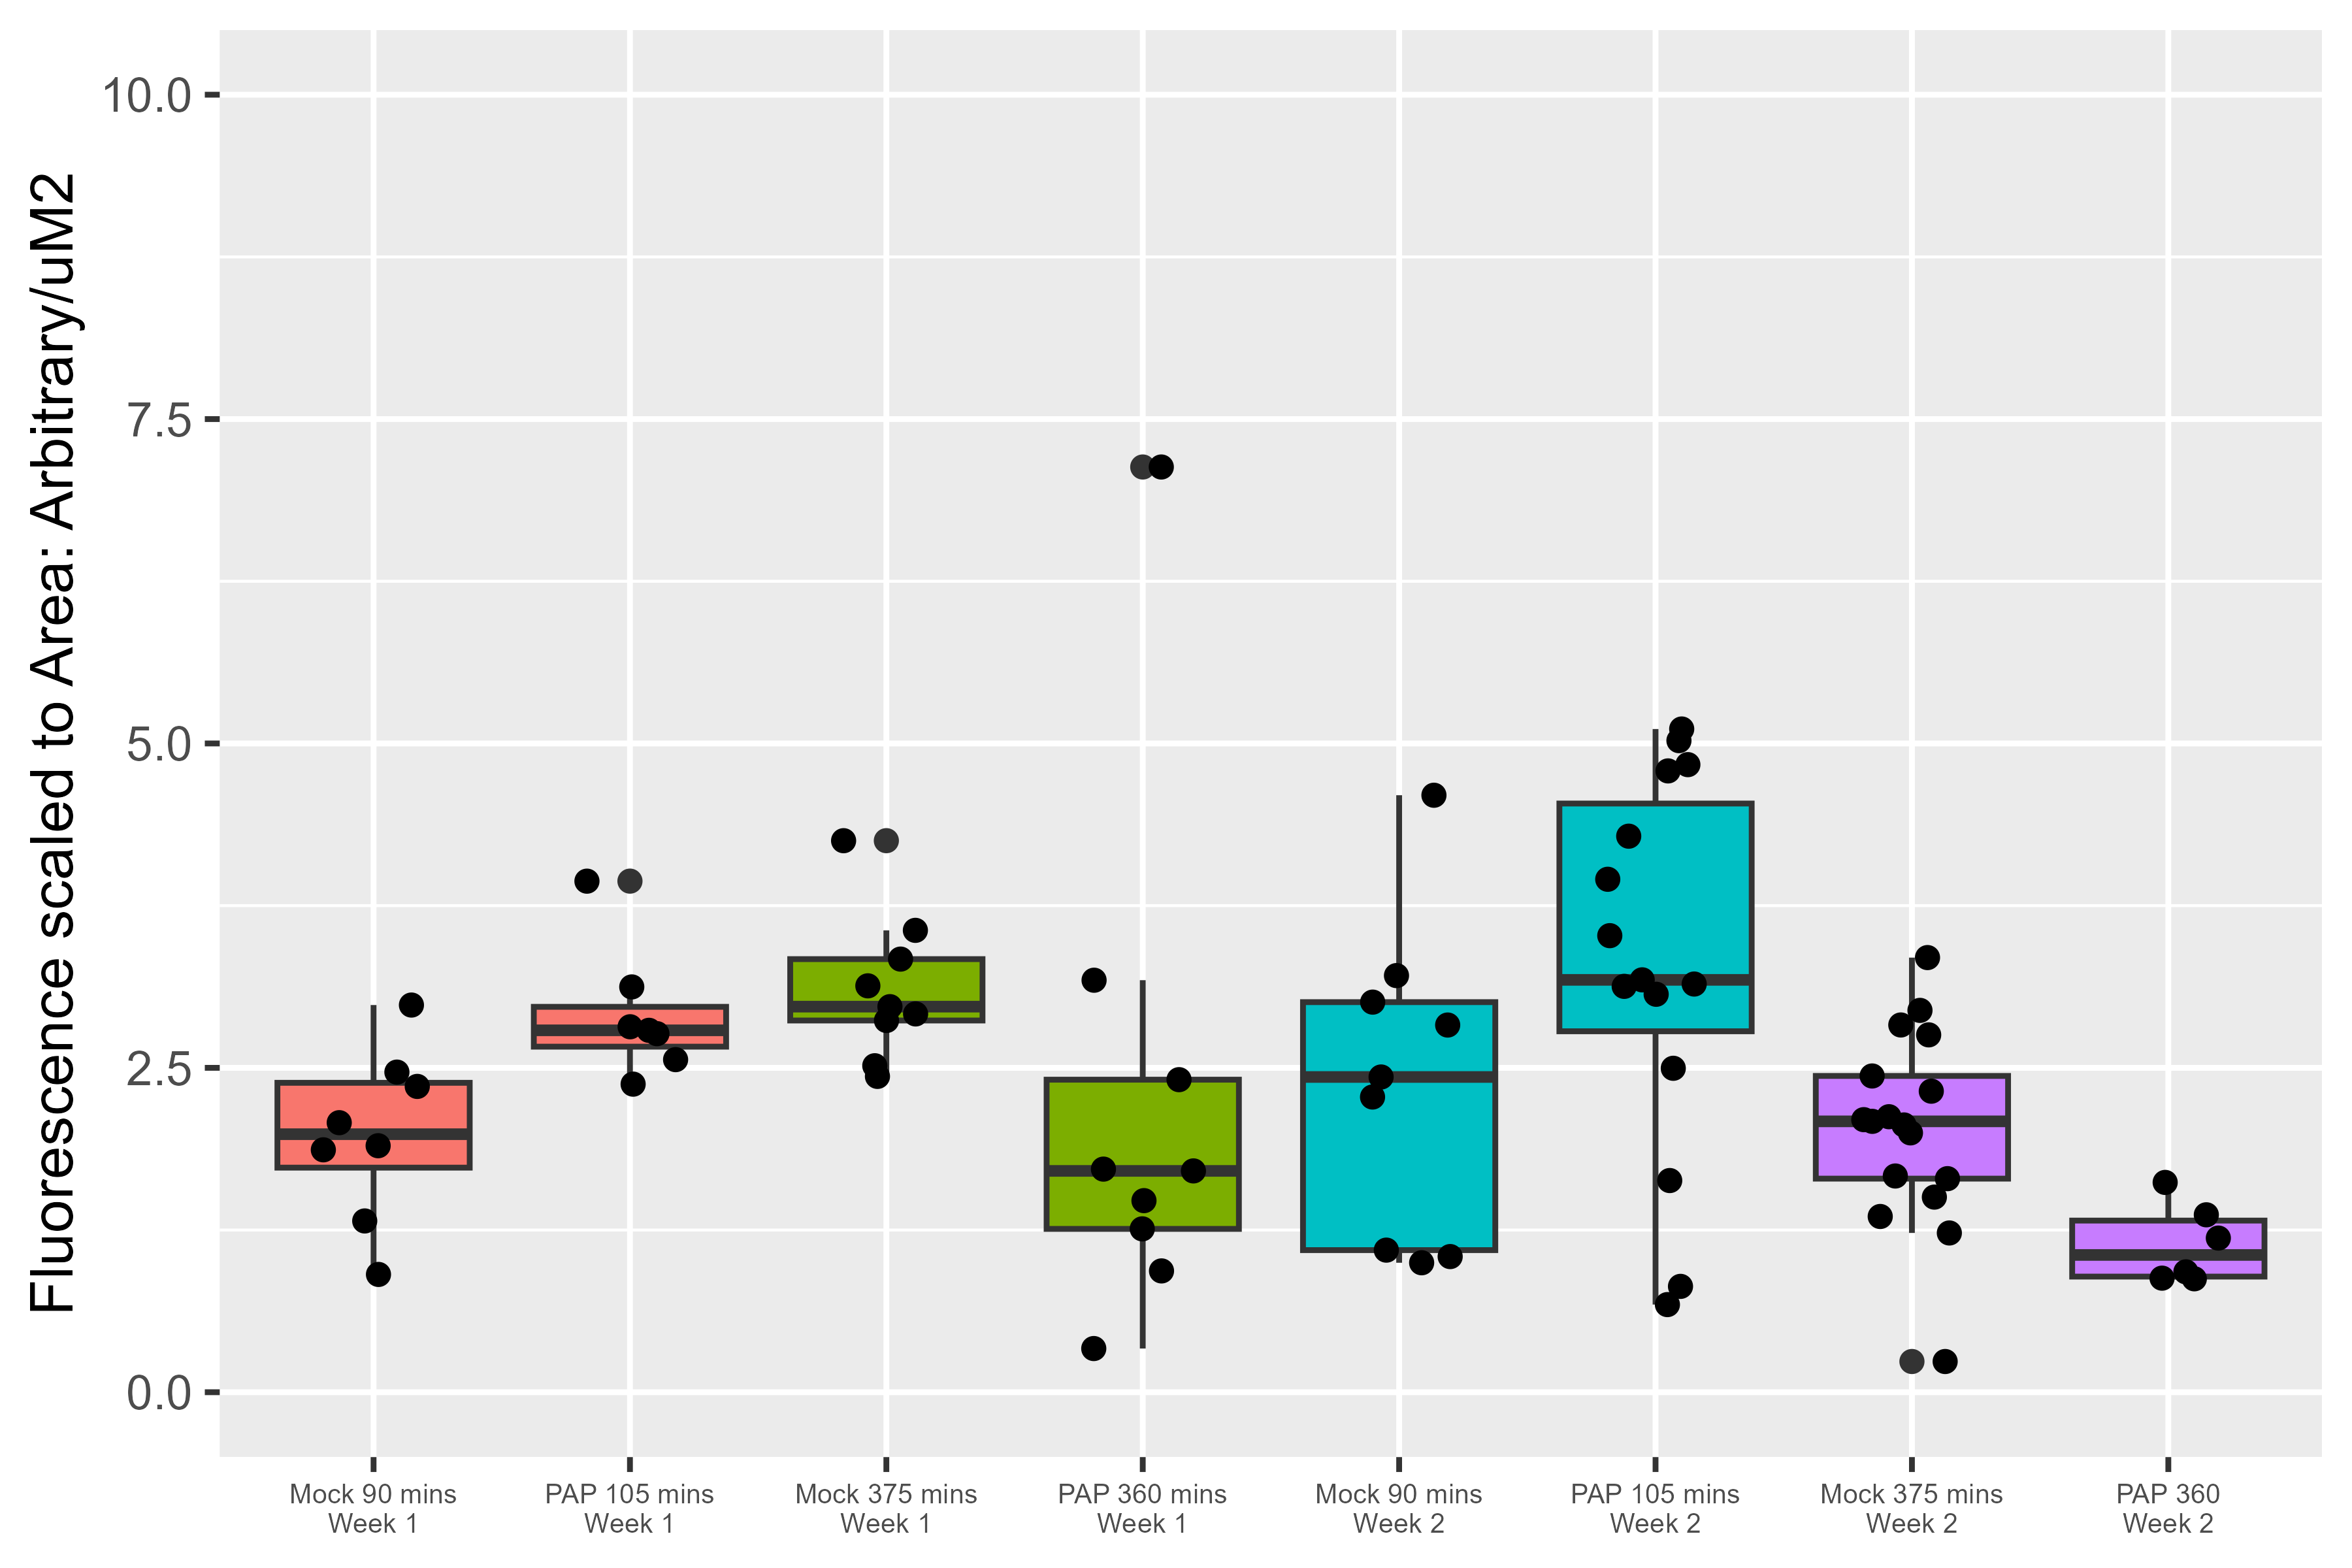 Fluorescence scaled to Area: Arbitrary/uM2
10.0
7.5
5.0
2.5
0.0
Mock 90 mins
Week 1
PAP 105 mins
Week 1
Mock 375 mins
Week 1
PAP 360 mins
Week 1
Mock 90 mins
Week 2
PAP 105 mins
Week 2
Mock 375 mins
Week 2
PAP 360
Week 2